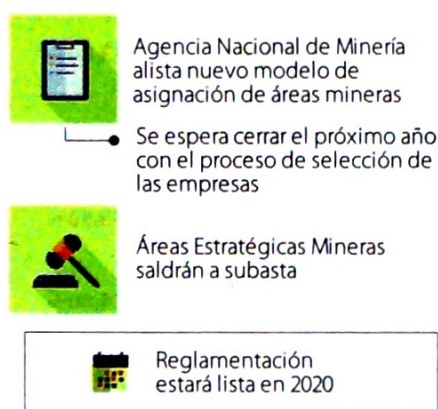 Agencia Nacional de Minería
alista nuevo modelo de
asignación de áreas mineras
Se espera cerrar el próximo año
con el proceso de selección de
las empresas
Áreas Estratégicas Mineras
saldrán a subasta
Reglamentación
estará lista en 2020